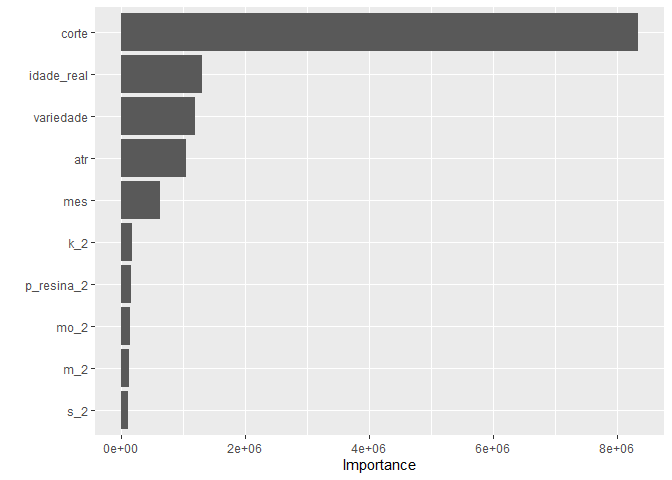 corte
idade_real
variedade
atr
mes
k_2
p_resina_2
mo_2
m_2
s_2
0e+00 2e+06 4e+06 6e+06 8e+06
Importance